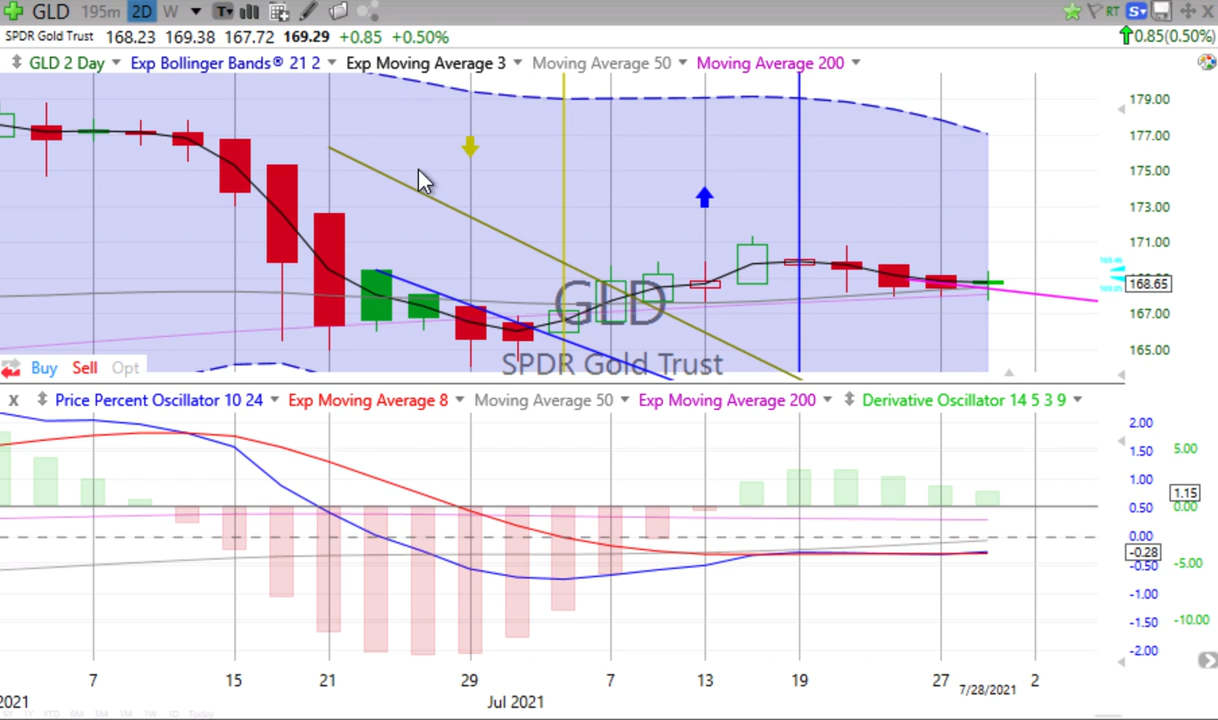 GLD 195m 2D W T RT S
SPDR Gold Trust 168.23 169.38 167.72 169.29 +0.85 +0.50% 0.85(0.50%)
GLD 2 Day Exp Bollinger Bands® 21 2 Exp Moving Average 3 Moving Average 50 Moving Average 200
179.00
177.00
175.00
173.00
171.00
168.65
167.00
165.00
GLD
SPDR Gold Trust
Buy Sell Opt
x Price Percent Oscillator 10 24 Exp Moving Average 8 Moving Average 50 Exp Moving Average 200 Derivative Oscillator 14 5 3 9
2.00
1.50 5.00
1.00
1.15
0.50 0.00
0.00
-0.28
-0.50 -5.00
-1.00
-1.50 -10.00
-2.00
7 15 21 29 7 13 19 27 7/28/2021 2
2021 Jul 2021
Today